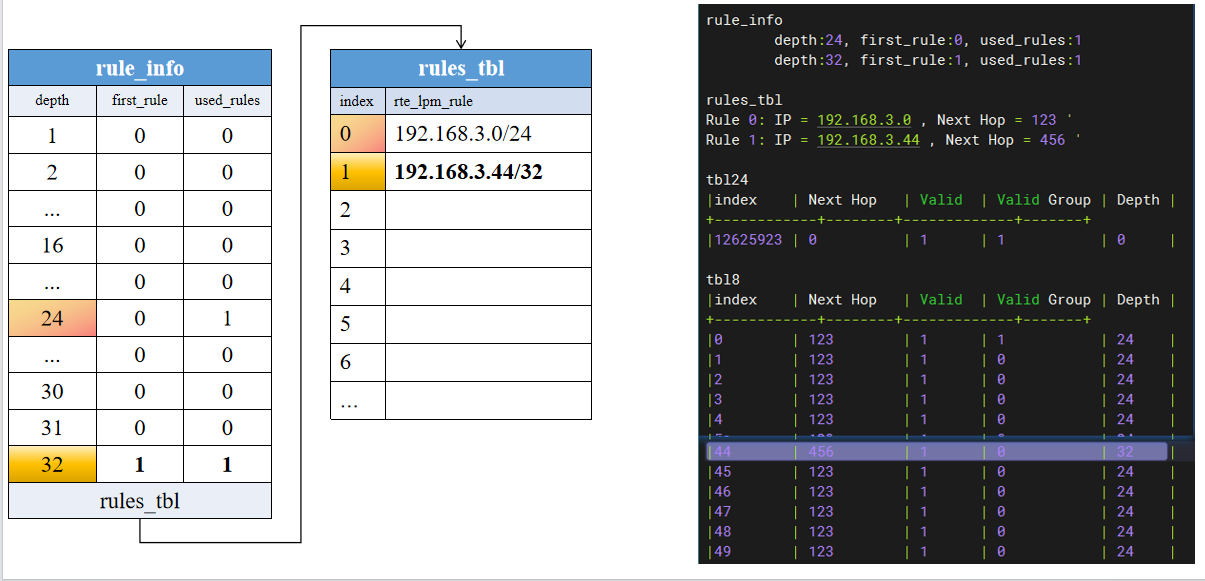 rule_info
depth first_rule used_rules
1 0 0
2 0 0
... 0 0
16 0 0
... 0 0
24 0 1
... 0 0
30 0 0
31 0 0
32 1 1
rules_tbl
rules_tbl
index rte_lpm_rule
0 192.168.3.0/24
1 192.168.3.44/32
2
3
4
5
6
...
rule_info
depth:24, first_rule:0, used_rules:1
depth:32, first_rule:1, used_rules:1
rules_tbl
Rule 0: IP = 192.168.3.0 , Next Hop = 123 '
Rule 1: IP = 192.168.3.44 , Next Hop = 456 '
tbl24
|index | Next Hop | Valid | Valid Group | Depth |
+------------+--------+-------------+-------+
|12625923 | 0 | 1 | 1 | 0 |
tbl8
|index | Next Hop | Valid | Valid Group | Depth |
+------------+--------+-------------+-------+
|0 | 123 | 1 | 1 | 24 |
|1 | 123 | 1 | 0 | 24 |
|2 | 123 | 1 | 0 | 24 |
|3 | 123 | 1 | 0 | 24 |
|4 | 123 | 1 | 0 | 24 |
|44 | 456 | 1 | 0 | 32 |
|45 | 123 | 1 | 0 | 24 |
|46 | 123 | 1 | 0 | 24 |
|47 | 123 | 1 | 0 | 24 |
|48 | 123 | 1 | 0 | 24 |
|49 | 123 | 1 | 0 | 24 |